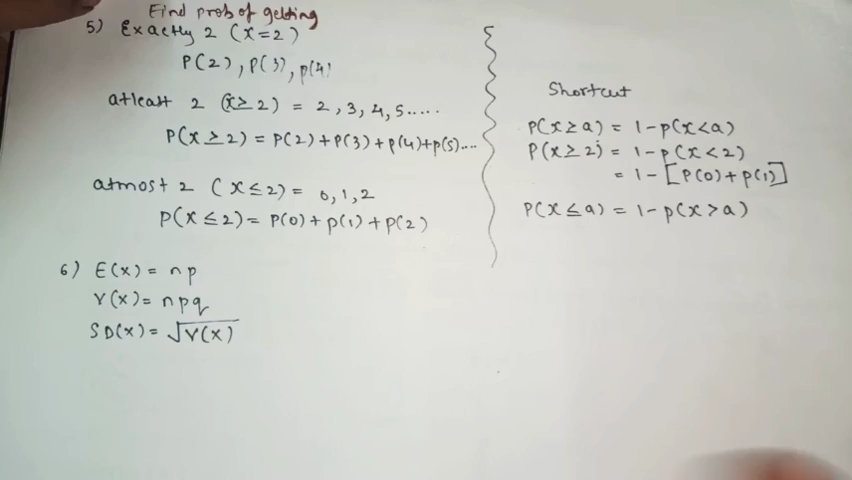 Find prob of getting
5) Exactly 2 (x=2)
P(2), P(3), p(4)
atleast 2 (x≥2) = 2, 3, 4, 5.....
P(x≥2) = P(2)+P(3)+p(4)+p(5)....
atmost 2 (x≤2) = 0, 1, 2
P(x≤2) = P(0)+p(1)+P(2)
6) E(x) = np
V(x) = npq
SD(x) = √V(x)
Shortcut
P(x≥a) = 1-p(x<a)
P(x≥2) = 1-p(x<2)
= 1-[P(0)+p(1)]
P(x≤a) = 1-p(x>a)